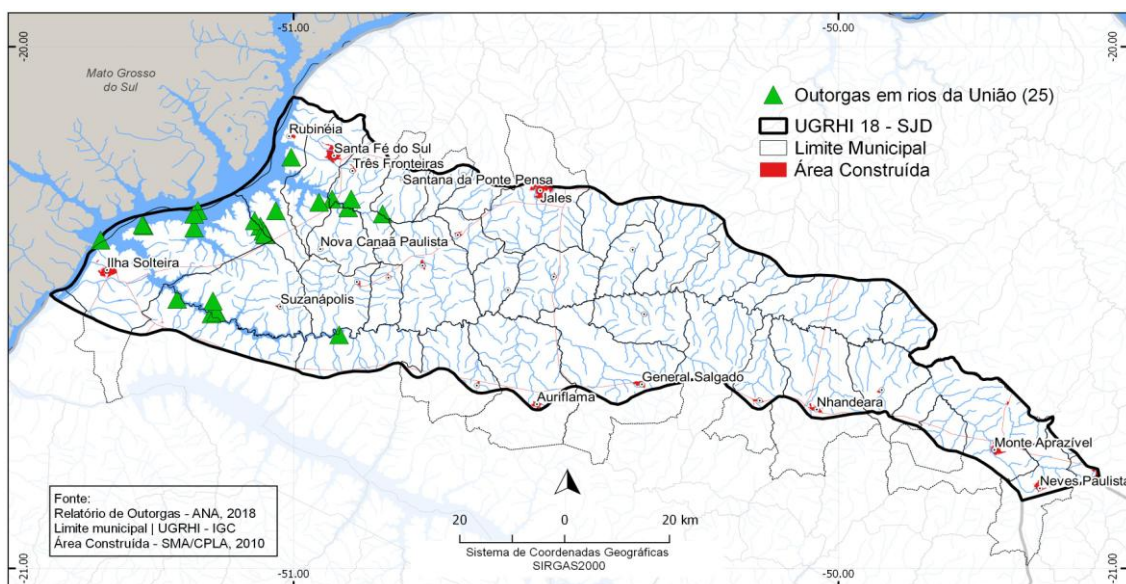 -51.00
-50.00
-20.00
-20.00
Mato Grosso
do Sul
Outorgas em rios da União (25)
UGRHI 18 - SJD
Limite Municipal
Área Construída
Rubinéia
Santa Fé do Sul
Três Fronteiras
Santana da Ponte Pensa
Jales
Nova Canaã Paulista
Ilha Solteira
Suzanápolis
General Salgado
Auriflama
Nhandeara
Monte Aprazível
Neves Paulista
Fonte:
Relatório de Outorgas - ANA, 2018
Limite municipal | UGRHI - IGC
Área Construída - SMA/CPLA, 2010
20 0 20 km
Sistema de Coordenadas Geográficas
SIRGAS2000
-21.00
-21.00
-51.00
-50.00